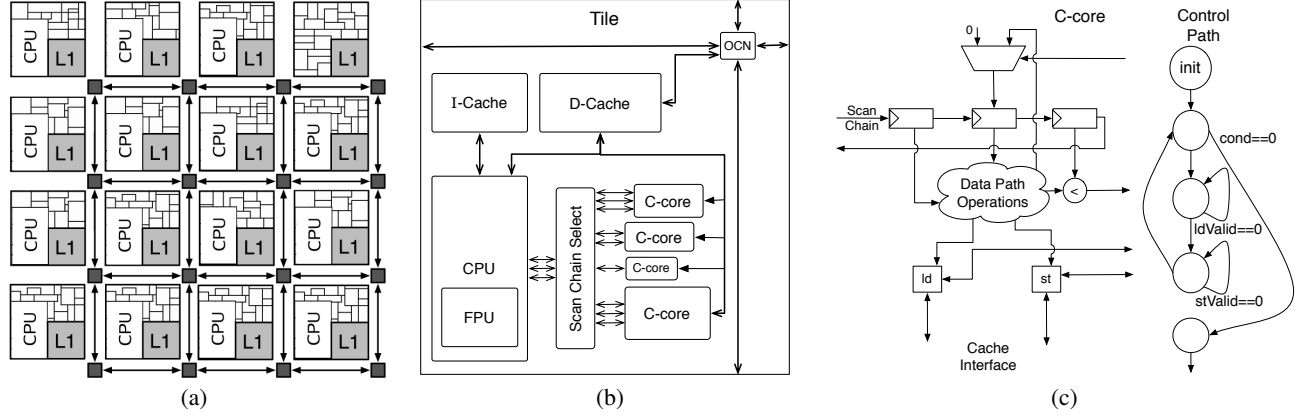 CPU L1 CPU L1 CPU L1 L1
CPU L1 CPU L1 CPU L1 CPU L1
CPU L1 CPU L1 CPU L1 CPU L1
CPU L1 CPU L1 CPU L1 CPU L1
(a)
Tile
OCN
I-Cache
D-Cache
CPU
FPU
Scan Chain Select
C-core
C-core
C-core
C-core
(b)
C-core
0
Scan
Chain
Data Path
Operations
<
ld
st
Cache
Interface
Control
Path
init
cond==0
ldValid==0
stValid==0
(c)